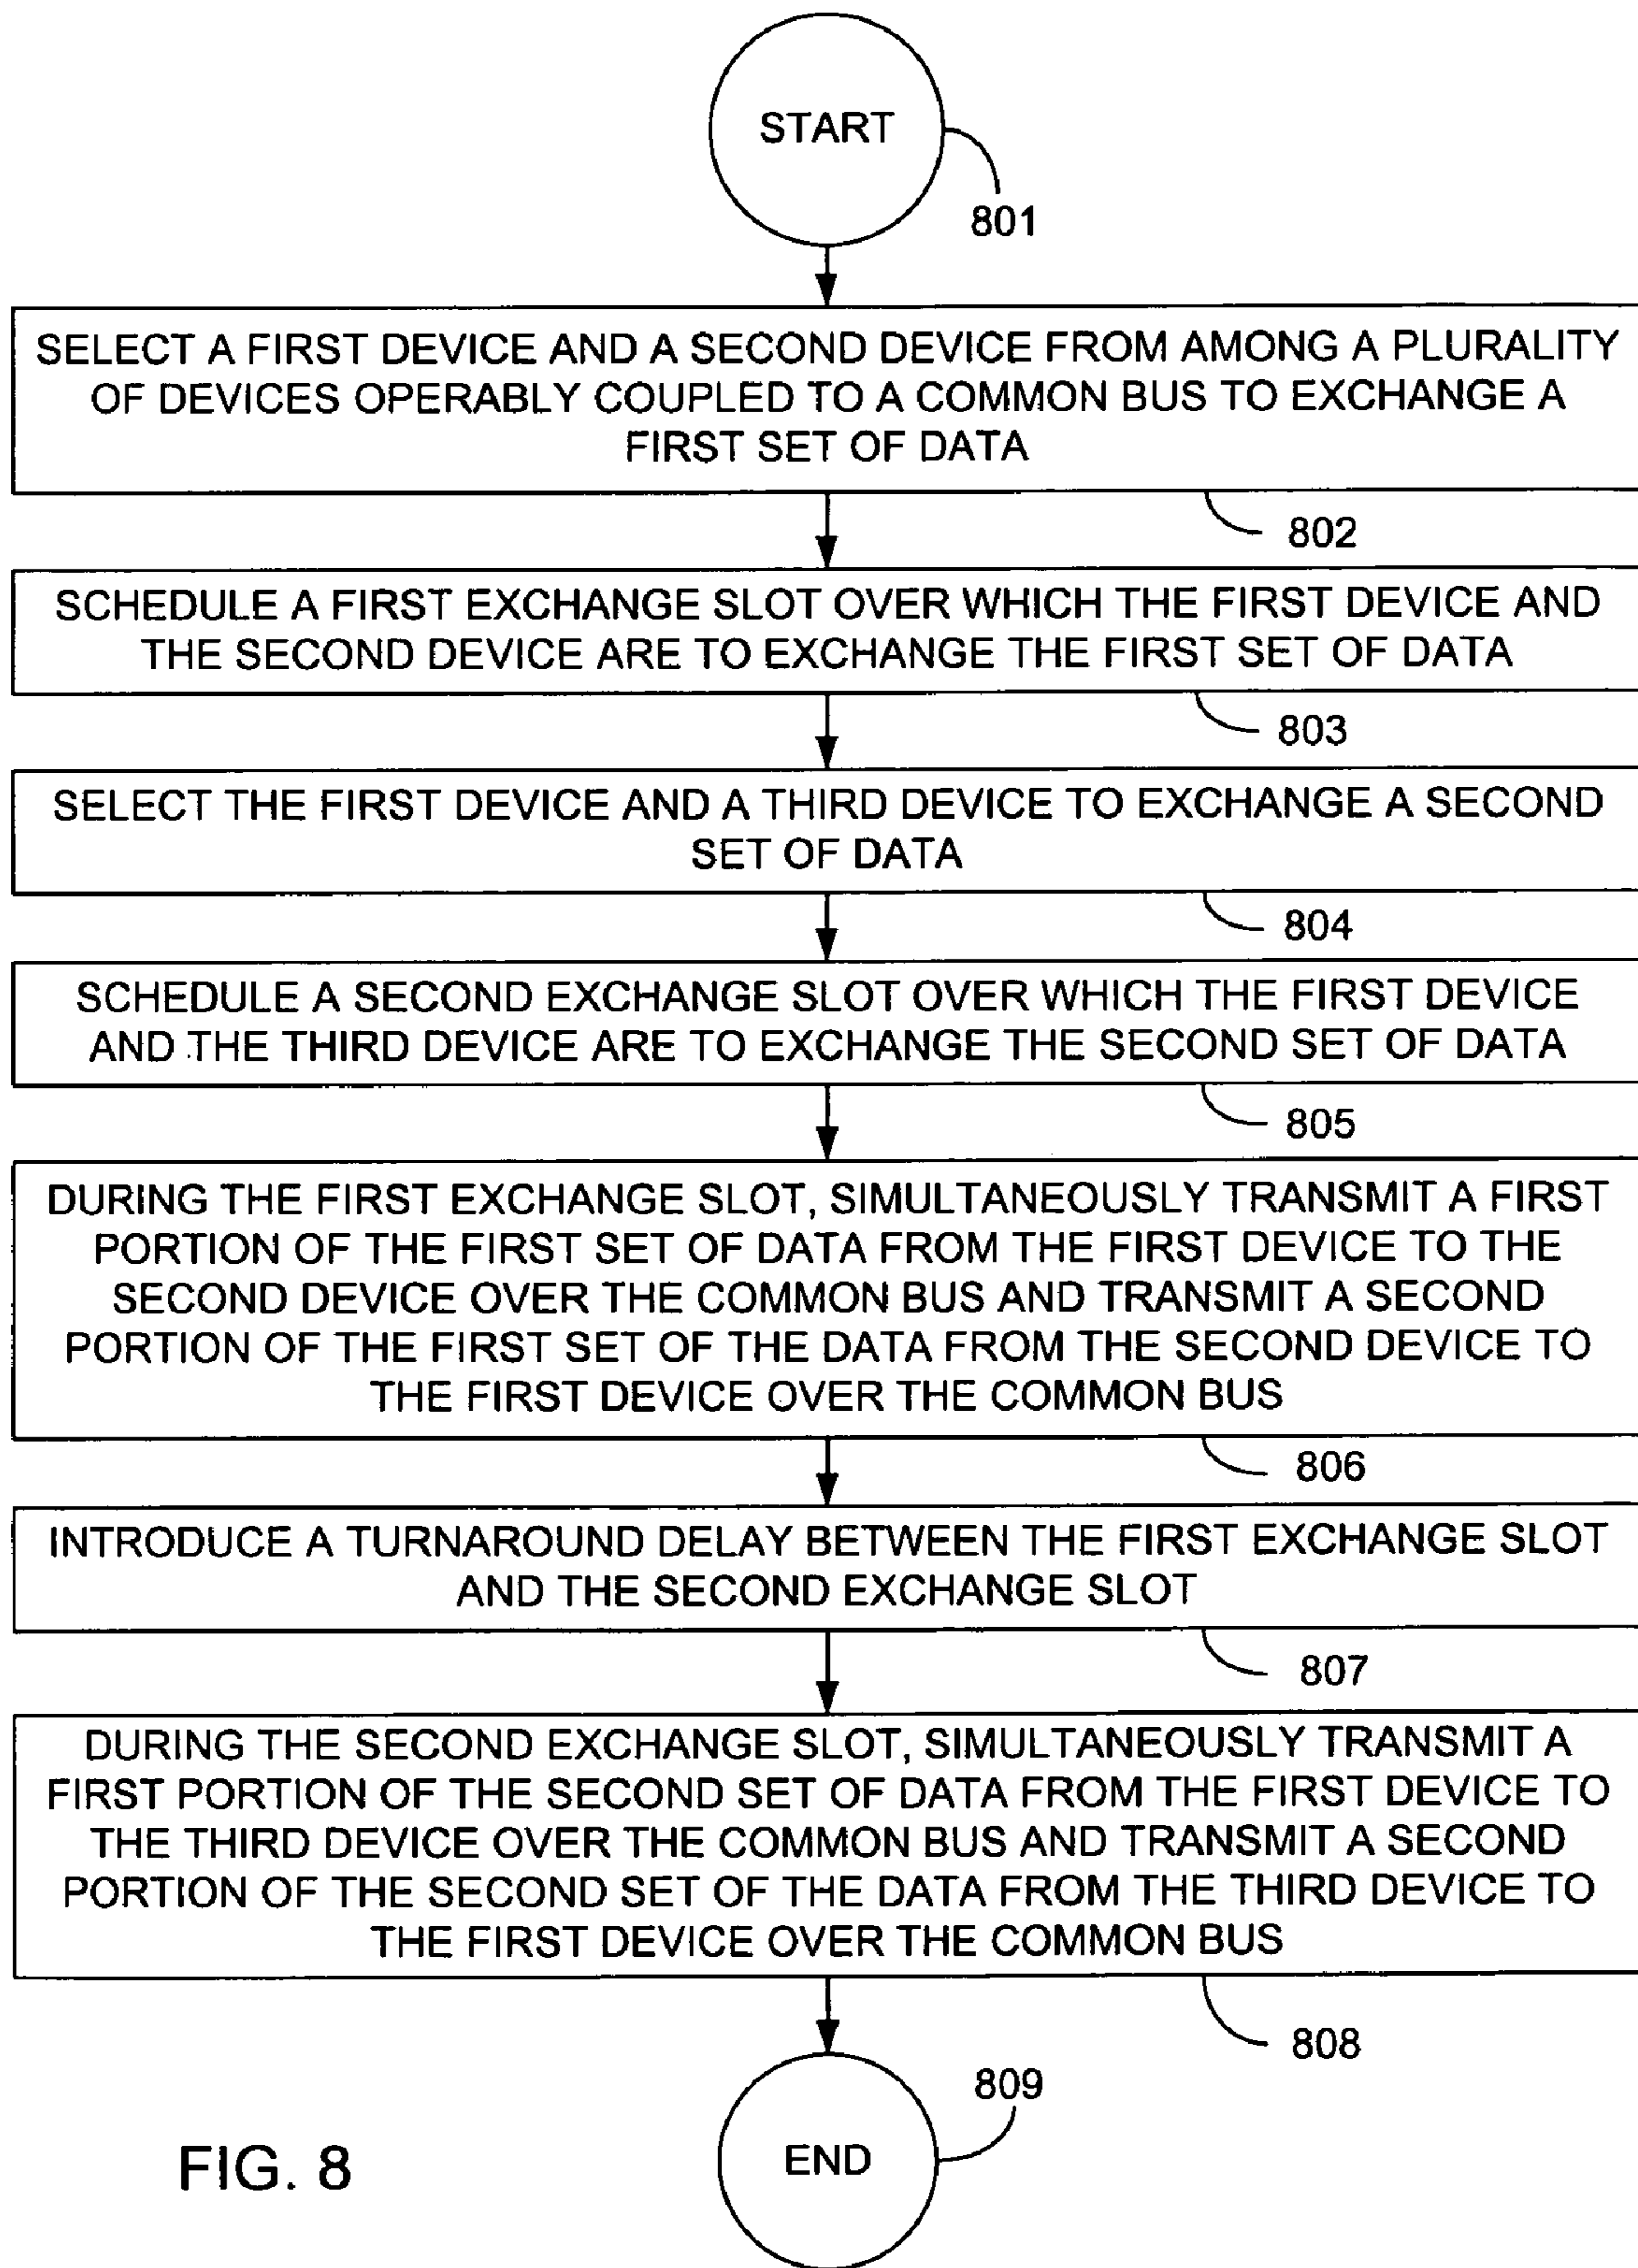 START
801
SELECT A FIRST DEVICE AND A SECOND DEVICE FROM AMONG A PLURALITY
OF DEVICES OPERABLY COUPLED TO A COMMON BUS TO EXCHANGE A
FIRST SET OF DATA
802
SCHEDULE A FIRST EXCHANGE SLOT OVER WHICH THE FIRST DEVICE AND
THE SECOND DEVICE ARE TO EXCHANGE THE FIRST SET OF DATA
803
SELECT THE FIRST DEVICE AND A THIRD DEVICE TO EXCHANGE A SECOND
SET OF DATA
804
SCHEDULE A SECOND EXCHANGE SLOT OVER WHICH THE FIRST DEVICE
AND THE THIRD DEVICE ARE TO EXCHANGE THE SECOND SET OF DATA
805
DURING THE FIRST EXCHANGE SLOT, SIMULTANEOUSLY TRANSMIT A FIRST
PORTION OF THE FIRST SET OF DATA FROM THE FIRST DEVICE TO THE
SECOND DEVICE OVER THE COMMON BUS AND TRANSMIT A SECOND
PORTION OF THE FIRST SET OF THE DATA FROM THE SECOND DEVICE TO
THE FIRST DEVICE OVER THE COMMON BUS
806
INTRODUCE A TURNAROUND DELAY BETWEEN THE FIRST EXCHANGE SLOT
AND THE SECOND EXCHANGE SLOT
807
DURING THE SECOND EXCHANGE SLOT, SIMULTANEOUSLY TRANSMIT A
FIRST PORTION OF THE SECOND SET OF DATA FROM THE FIRST DEVICE TO
THE THIRD DEVICE OVER THE COMMON BUS AND TRANSMIT A SECOND
PORTION OF THE SECOND SET OF THE DATA FROM THE THIRD DEVICE TO
THE FIRST DEVICE OVER THE COMMON BUS
808
809
END
FIG. 8